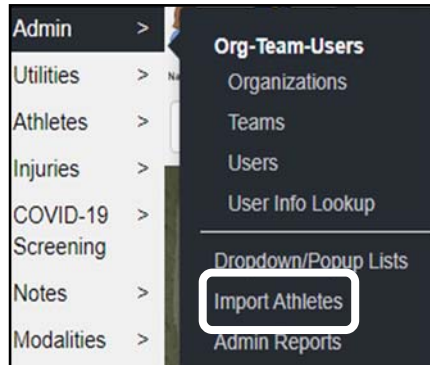 Admin >
Utilities >
Athletes >
Injuries >
COVID-19 >
Screening
Notes >
Modalities >
Na
Org-Team-Users
Organizations
Teams
Users
User Info Lookup
Dropdown/Popup Lists
Import Athletes
Admin Reports